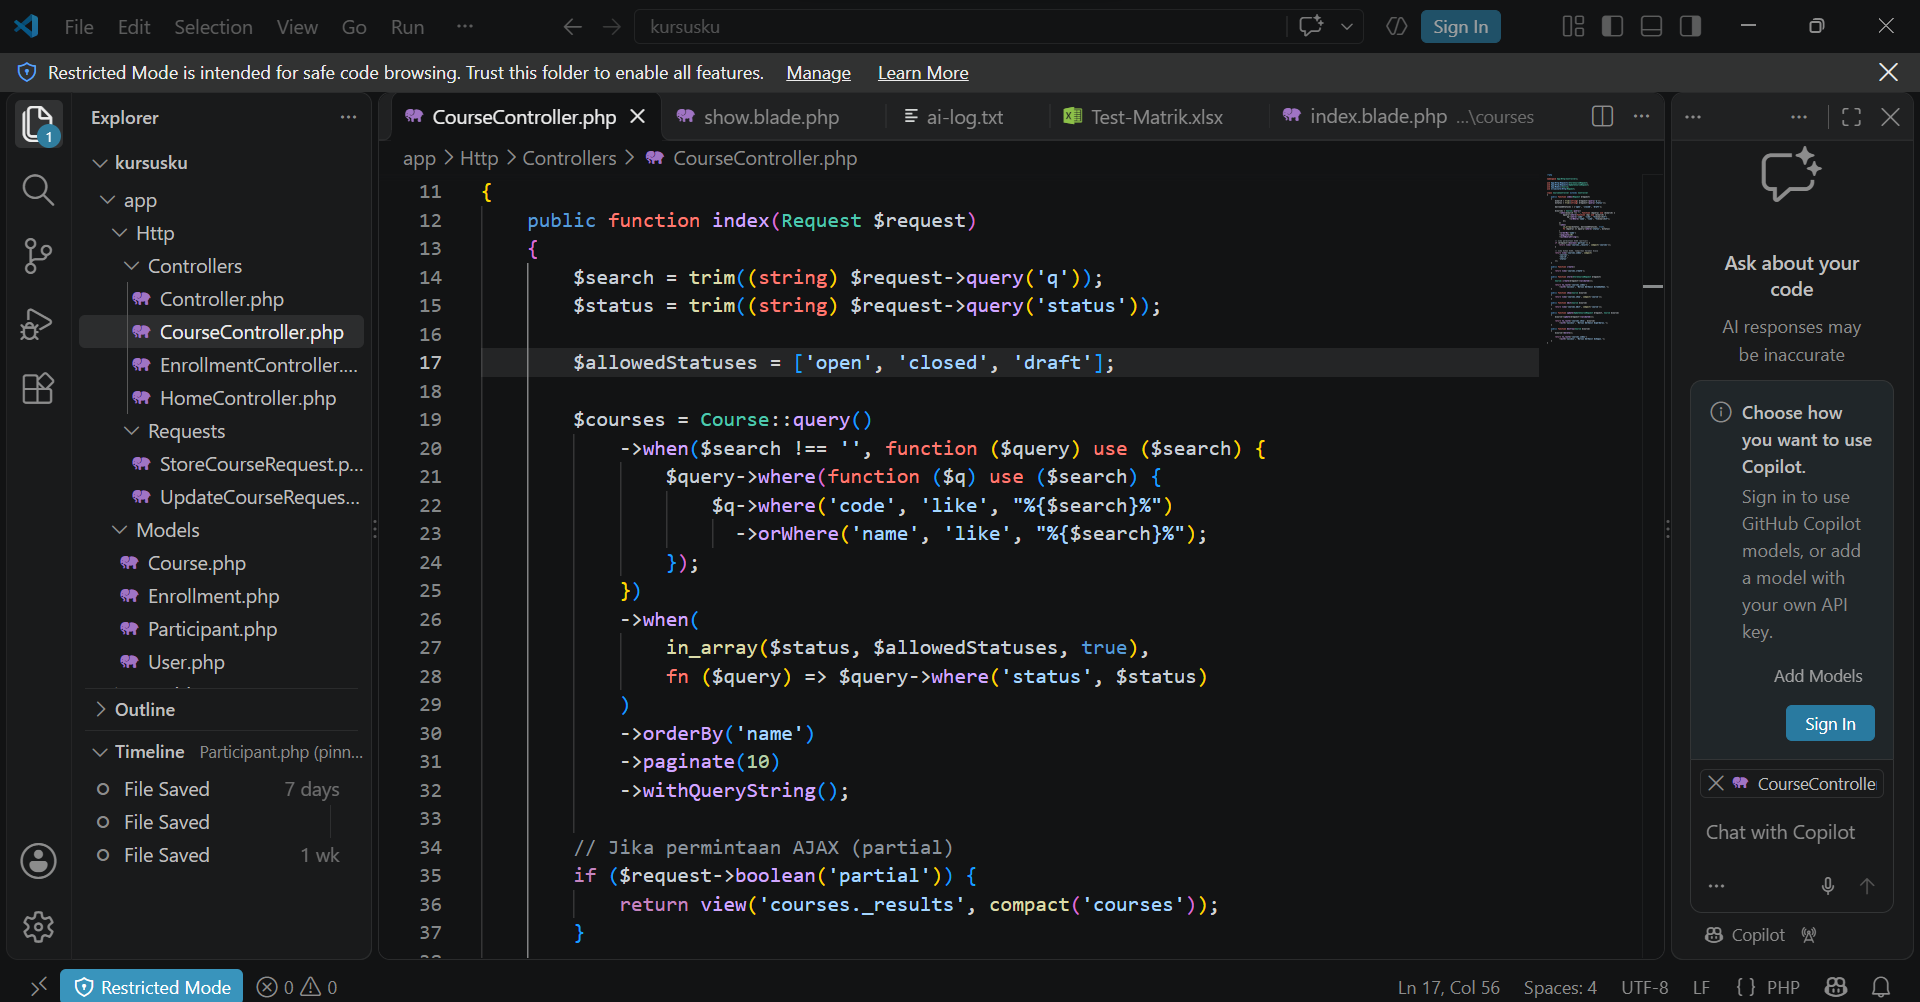 File Edit Selection View Go Run ···
kursusku
Sign In
Restricted Mode is intended for safe code browsing. Trust this folder to enable all features. Manage Learn More
1
Explorer
kursusku
app
Http
Controllers
Controller.php
CourseController.php
EnrollmentController....
HomeController.php
Requests
StoreCourseRequest.p...
UpdateCourseReques...
Models
Course.php
Enrollment.php
Participant.php
User.php
Outline
Timeline Participant.php (pinn...
File Saved 7 days
File Saved
File Saved 1 wk
CourseController.php
show.blade.php
ai-log.txt
Test-Matrik.xlsx
index.blade.php ...\courses
app > Http > Controllers > CourseController.php
11 {
12 public function index(Request $request)
13 {
14 $search = trim((string) $request->query('q'));
15 $status = trim((string) $request->query('status'));
16
17 $allowedStatuses = ['open', 'closed', 'draft'];
18
19 $courses = Course::query()
20 ->when($search !== '', function ($query) use ($search) {
21 $query->where(function ($q) use ($search) {
22 $q->where('code', 'like', "%{$search}%")
23 ->orWhere('name', 'like', "%{$search}%");
24 });
25 })
26 ->when(
27 in_array($status, $allowedStatuses, true),
28 fn ($query) => $query->where('status', $status)
29 )
30 ->orderBy('name')
31 ->paginate(10)
32 ->withQueryString();
33
34 // Jika permintaan AJAX (partial)
35 if ($request->boolean('partial')) {
36 return view('courses._results', compact('courses'));
37 }
Ask about your
code
AI responses may
be inaccurate
Choose how
you want to use
Copilot.
Sign in to use
GitHub Copilot
models, or add
a model with
your own API
key.
Add Models
Sign In
CourseController
Chat with Copilot
Copilot
Restricted Mode 0 0
Ln 17, Col 56 Spaces: 4 UTF-8 LF { } PHP